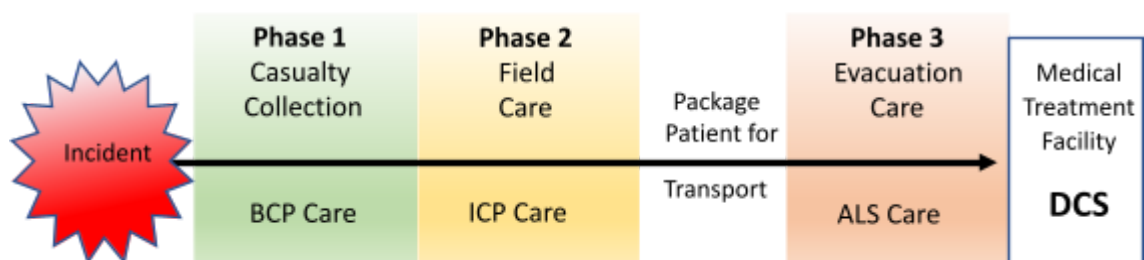 Incident
Phase 1
Casualty
Collection
BCP Care
Phase 2
Field
Care
ICP Care
Package
Patient for
Transport
Phase 3
Evacuation
Care
ALS Care
Medical
Treatment
Facility
DCS